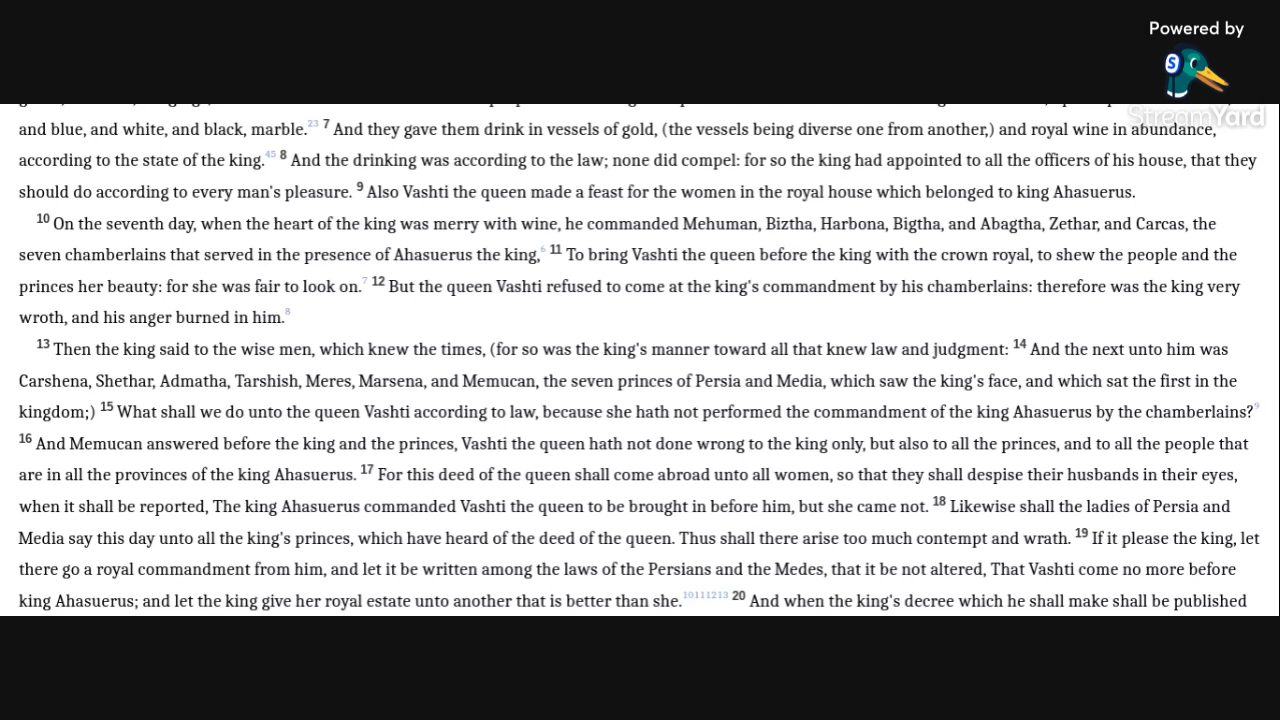 Powered by
StreamYard
and blue, and white, and black, marble.23 7 And they gave them drink in vessels of gold, (the vessels being diverse one from another,) and royal wine in abundance,
according to the state of the king.45 8 And the drinking was according to the law; none did compel: for so the king had appointed to all the officers of his house, that they
should do according to every man's pleasure. 9 Also Vashti the queen made a feast for the women in the royal house which belonged to king Ahasuerus.
10 On the seventh day, when the heart of the king was merry with wine, he commanded Mehuman, Biztha, Harbona, Bigtha, and Abagtha, Zethar, and Carcas, the
seven chamberlains that served in the presence of Ahasuerus the king,6 11 To bring Vashti the queen before the king with the crown royal, to shew the people and the
princes her beauty: for she was fair to look on.7 12 But the queen Vashti refused to come at the king's commandment by his chamberlains: therefore was the king very
wroth, and his anger burned in him.8
13 Then the king said to the wise men, which knew the times, (for so was the king's manner toward all that knew law and judgment: 14 And the next unto him was
Carshena, Shethar, Admatha, Tarshish, Meres, Marsena, and Memucan, the seven princes of Persia and Media, which saw the king's face, and which sat the first in the
kingdom;) 15 What shall we do unto the queen Vashti according to law, because she hath not performed the commandment of the king Ahasuerus by the chamberlains?9
16 And Memucan answered before the king and the princes, Vashti the queen hath not done wrong to the king only, but also to all the princes, and to all the people that
are in all the provinces of the king Ahasuerus. 17 For this deed of the queen shall come abroad unto all women, so that they shall despise their husbands in their eyes,
when it shall be reported, The king Ahasuerus commanded Vashti the queen to be brought in before him, but she came not. 18 Likewise shall the ladies of Persia and
Media say this day unto all the king's princes, which have heard of the deed of the queen. Thus shall there arise too much contempt and wrath. 19 If it please the king, let
there go a royal commandment from him, and let it be written among the laws of the Persians and the Medes, that it be not altered, That Vashti come no more before
king Ahasuerus; and let the king give her royal estate unto another that is better than she.10111213 20 And when the king's decree which he shall make shall be published